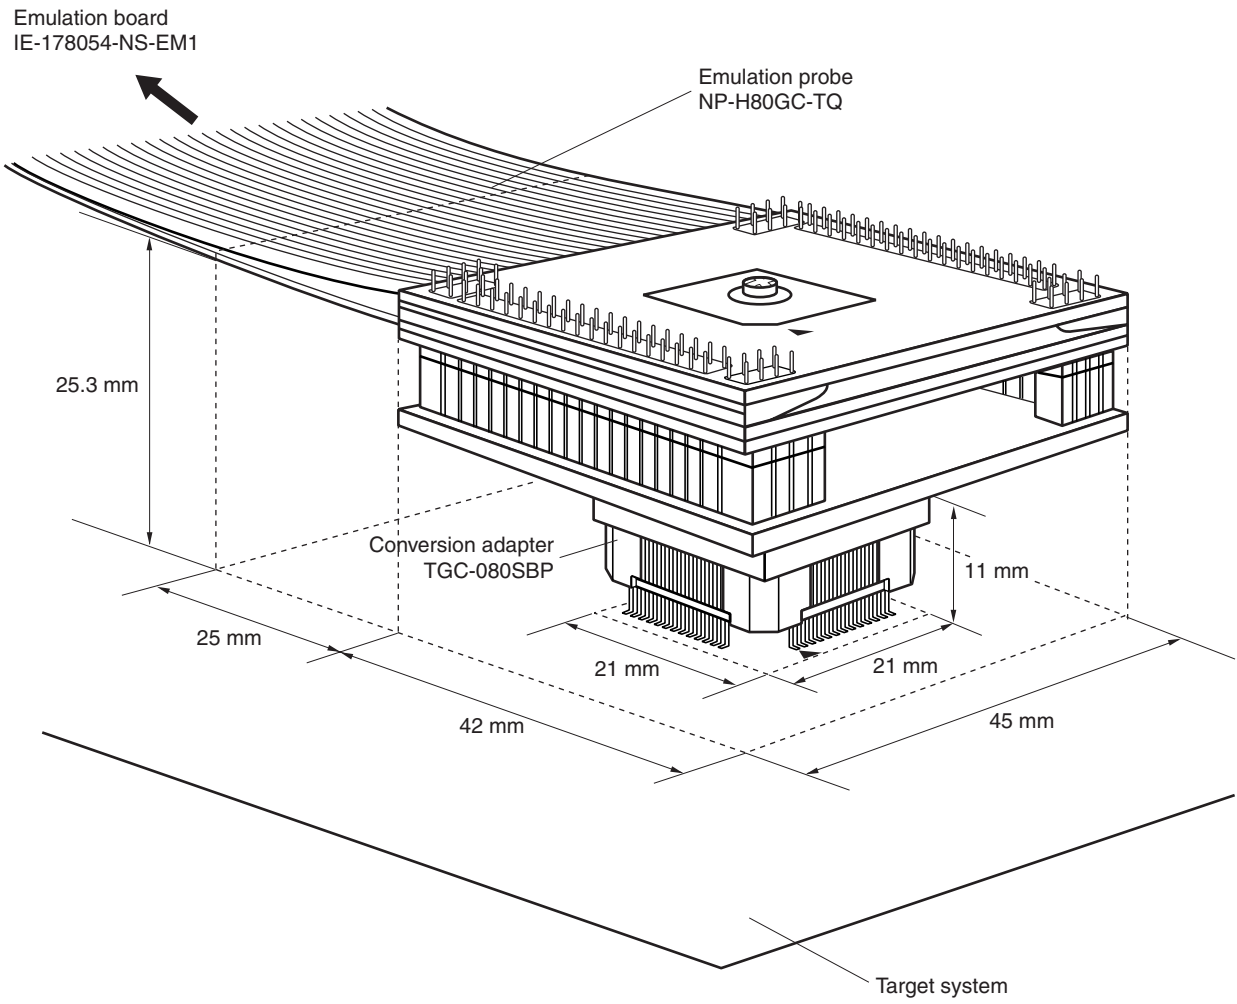 Emulation board
IE-178054-NS-EM1
Emulation probe
NP-H80GC-TQ
25.3 mm
Conversion adapter
TGC-080SBP
11 mm
25 mm
21 mm
21 mm
42 mm
45 mm
Target system